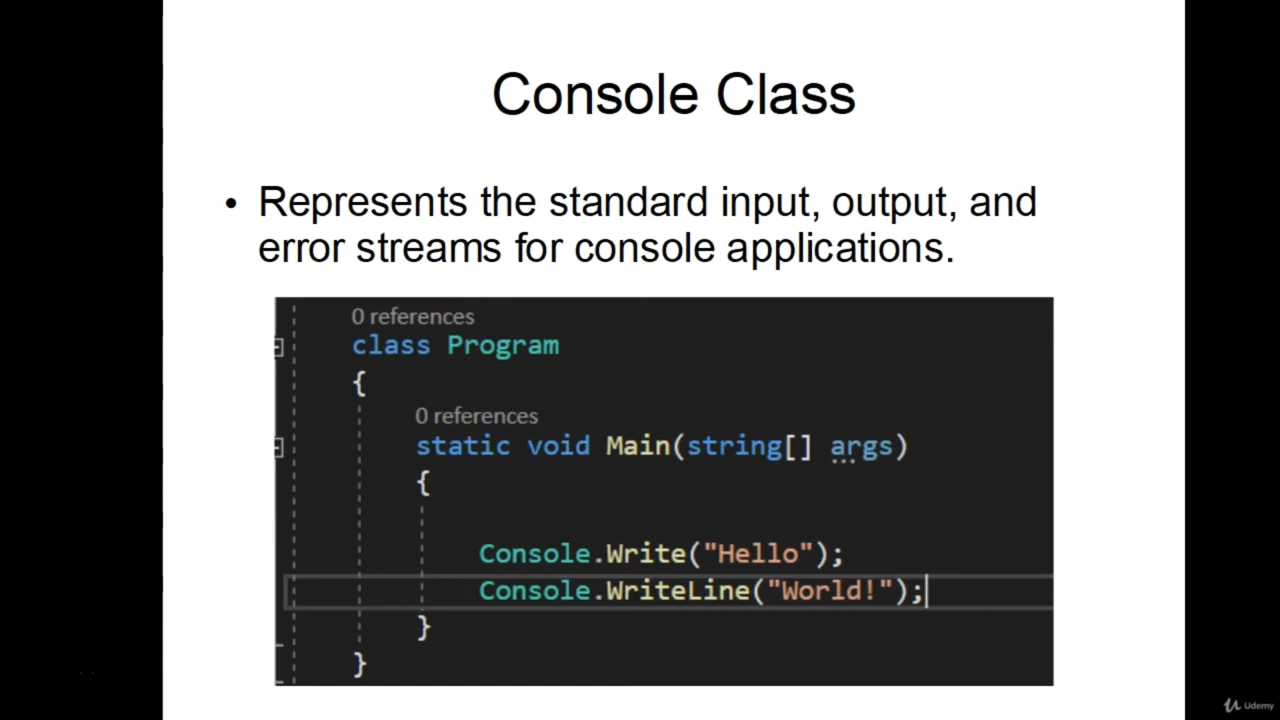 Console Class
• Represents the standard input, output, and
error streams for console applications.
0 references
class Program
{
0 references
static void Main(string[] args)
{
Console.Write("Hello");
Console.WriteLine("World!");
}
}
Udemy